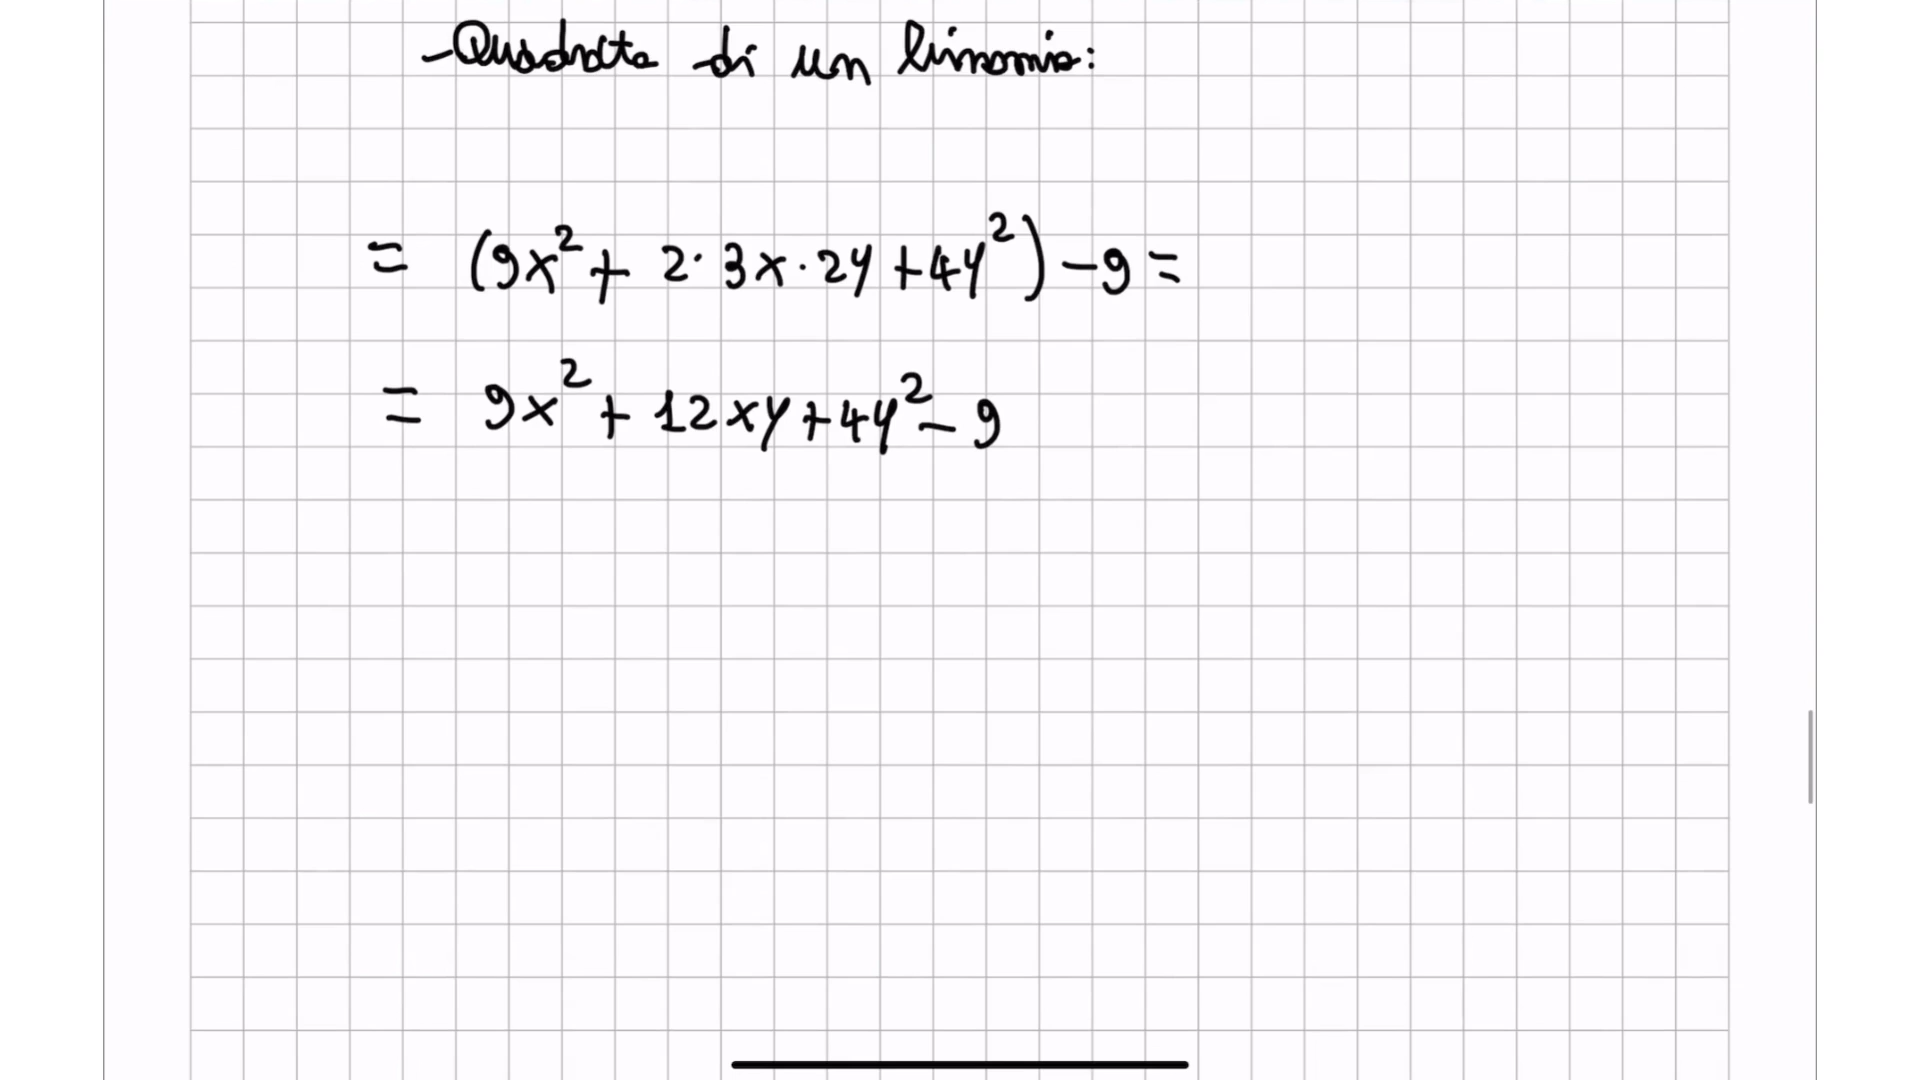 -Quadrato di un binomio:
= (9x² + 2·3x·2y + 4y²) - 9 =
= 9x² + 12xy + 4y² - 9